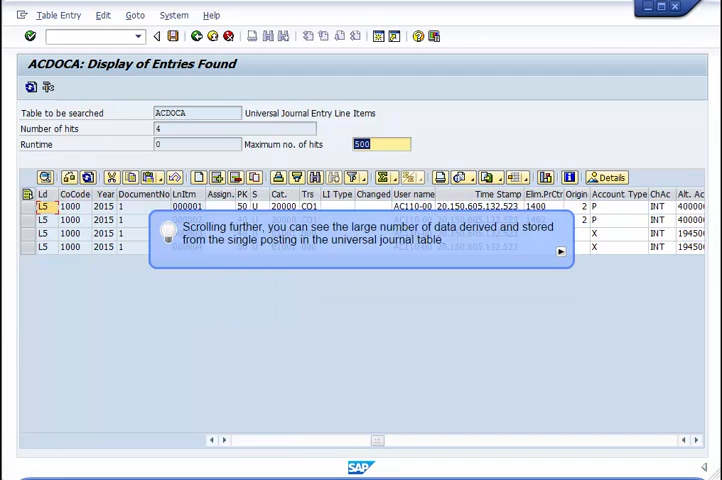 Table Entry Edit Goto System Help
ACDOCA: Display of Entries Found
Table to be searched ACDOCA Universal Journal Entry Line Items
Number of hits 4
Runtime 0 Maximum no. of hits 500
Details
Ld CoCode Year DocumentNo LnItm Assign. PK S Cat. Trs LI Type Changed User name Time Stamp Elim.PrCtr Origin Account Type ChAc Alt. Ac
L5 1000 2015 1 000001 50 U 20000 CO1 AC110-00 20.150.605.132.523 1400 2 P INT 400000
L5 1000 2015 1 2 P INT 400000
L5 1000 2015 1 X INT 194500
L5 1000 2015 1 X INT 194500
Scrolling further, you can see the large number of data derived and stored
from the single posting in the universal journal table.
SAP